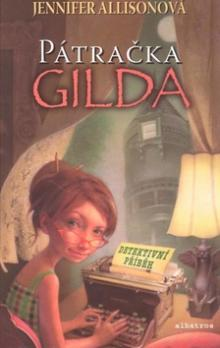 JENNIFER ALLISONOVÁ
PÁTRAČKA
GILDA
DETEKTIVNÍ
PŘÍBĚH
albatros